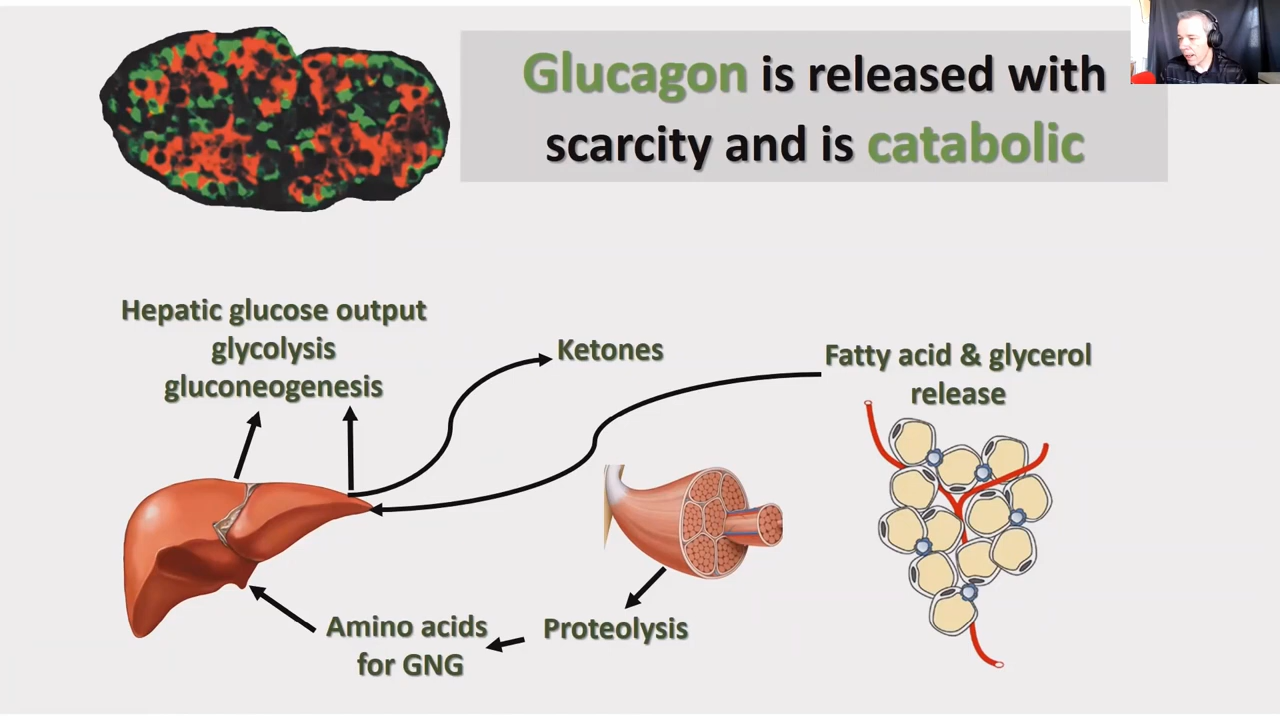 Glucagon is released with
scarcity and is catabolic
Hepatic glucose output
glycolysis
gluconeogenesis
Ketones
Fatty acid & glycerol
release
Amino acids
for GNG
Proteolysis